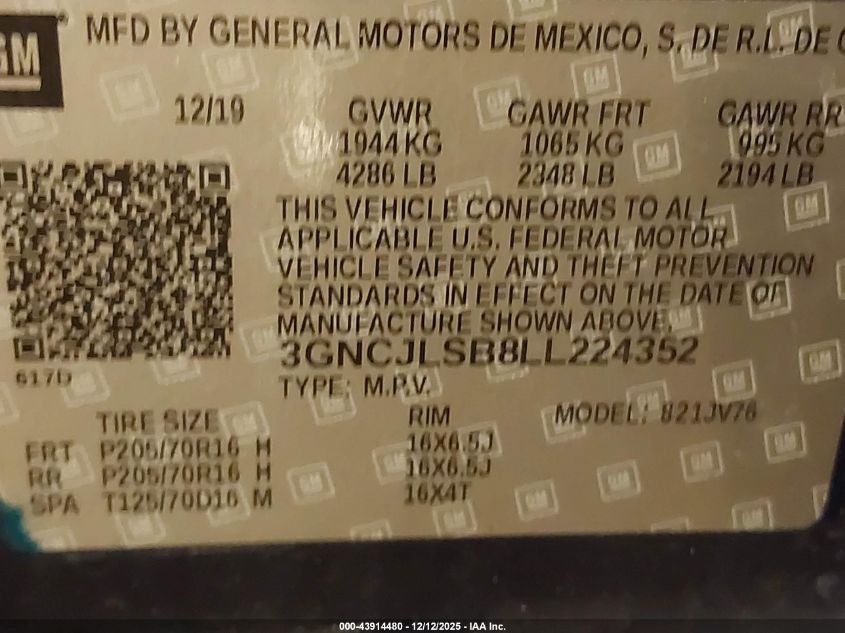 GM
MFD BY GENERAL MOTORS DE MEXICO, S. DE R.L. DE C
12/19 GVWR GAWR FRT GAWR RR
1944 KG 1065 KG 995 KG
4286 LB 2348 LB 2194 LB
THIS VEHICLE CONFORMS TO ALL
APPLICABLE U.S. FEDERAL MOTOR
VEHICLE SAFETY AND THEFT PREVENTION
STANDARDS IN EFFECT ON THE DATE OF
MANUFACTURE SHOWN ABOVE.
3GNCJLSB8LL224352
617D
TYPE: M.P.V.
TIRE SIZE RIM MODEL: 821JV76
FRT P205/70R16 H 16X6.5J
RR P205/70R16 H 16X6.5J
SPA T125/70D16 M 16X4T
000-43914480 - 12/12/2025 - IAA Inc.